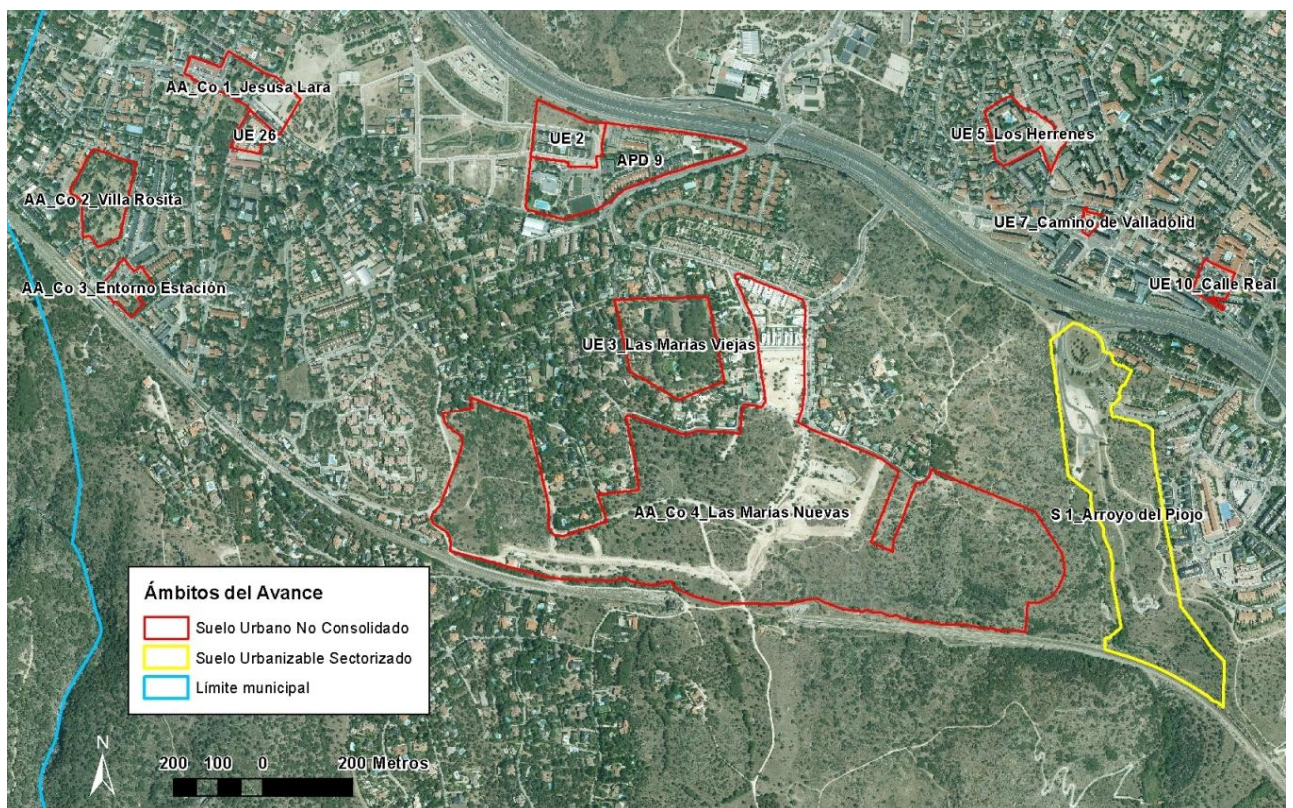 AA_Co 1_Jesusa Lara
UE 26
UE 2
APD 9
UE 5_Los Herrenes
AA_Co 2_Villa Rosita
UE 7_Camino de Valladolid
AA_Co 3_Entorno Estación
UE 10_Calle Real
UE 3_Las Marías Viejas
AA_Co 4_Las Marías Nuevas
S 1_Arroyo del Piojo
Ámbitos del Avance
Suelo Urbano No Consolidado
Suelo Urbanizable Sectorizado
Límite municipal
N
200 100 0 200 Metros